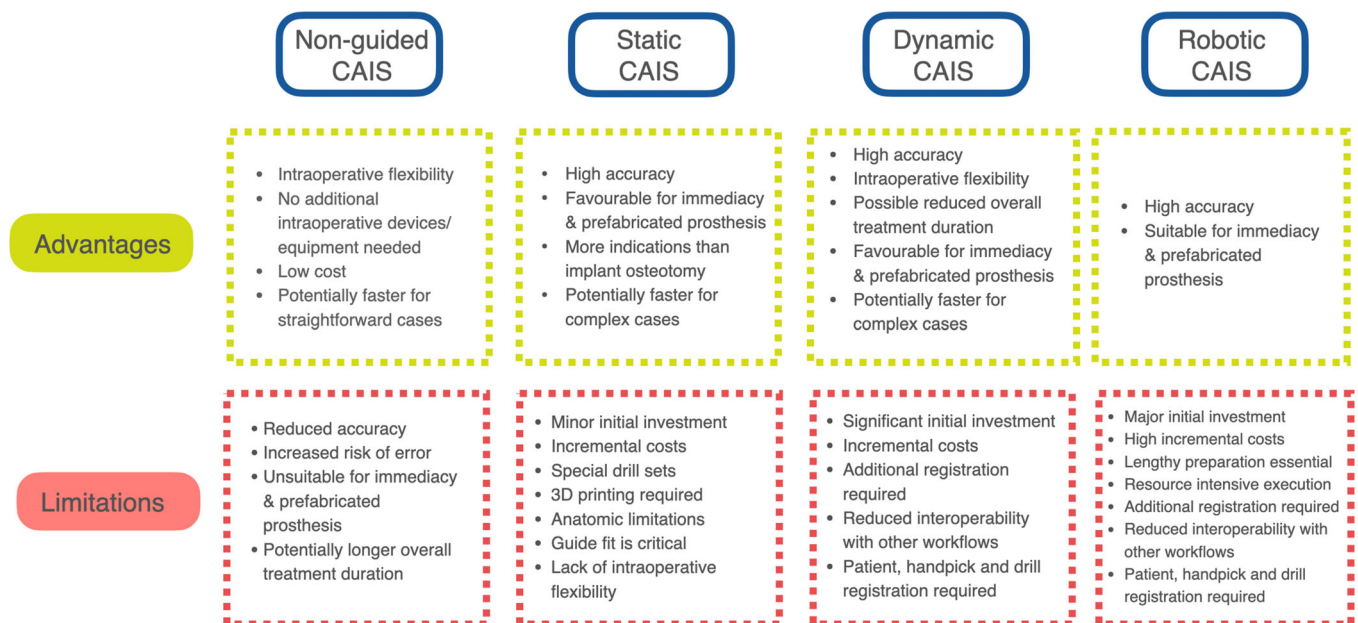 Non-guided
CAIS
Static
CAIS
Dynamic
CAIS
Robotic
CAIS
Advantages
• Intraoperative flexibility
• No additional
intraoperative devices/
equipment needed
• Low cost
• Potentially faster for
straightforward cases
• High accuracy
• Favourable for immediacy
& prefabricated prosthesis
• More indications than
implant osteotomy
• Potentially faster for
complex cases
• High accuracy
• Intraoperative flexibility
• Possible reduced overall
treatment duration
• Favourable for immediacy
& prefabricated prosthesis
• Potentially faster for
complex cases
• High accuracy
• Suitable for immediacy
& prefabricated
prosthesis
Limitations
• Reduced accuracy
• Increased risk of error
• Unsuitable for immediacy
& prefabricated
prosthesis
• Potentially longer overall
treatment duration
• Minor initial investment
• Incremental costs
• Special drill sets
• 3D printing required
• Anatomic limitations
• Guide fit is critical
• Lack of intraoperative
flexibility
• Significant initial investment
• Incremental costs
• Additional registration
required
• Reduced interoperability
with other workflows
• Patient, handpick and drill
registration required
• Major initial investment
• High incremental costs
• Lengthy preparation essential
• Resource intensive execution
• Additional registration required
• Reduced interoperability with
other workflows
• Patient, handpick and drill
registration required